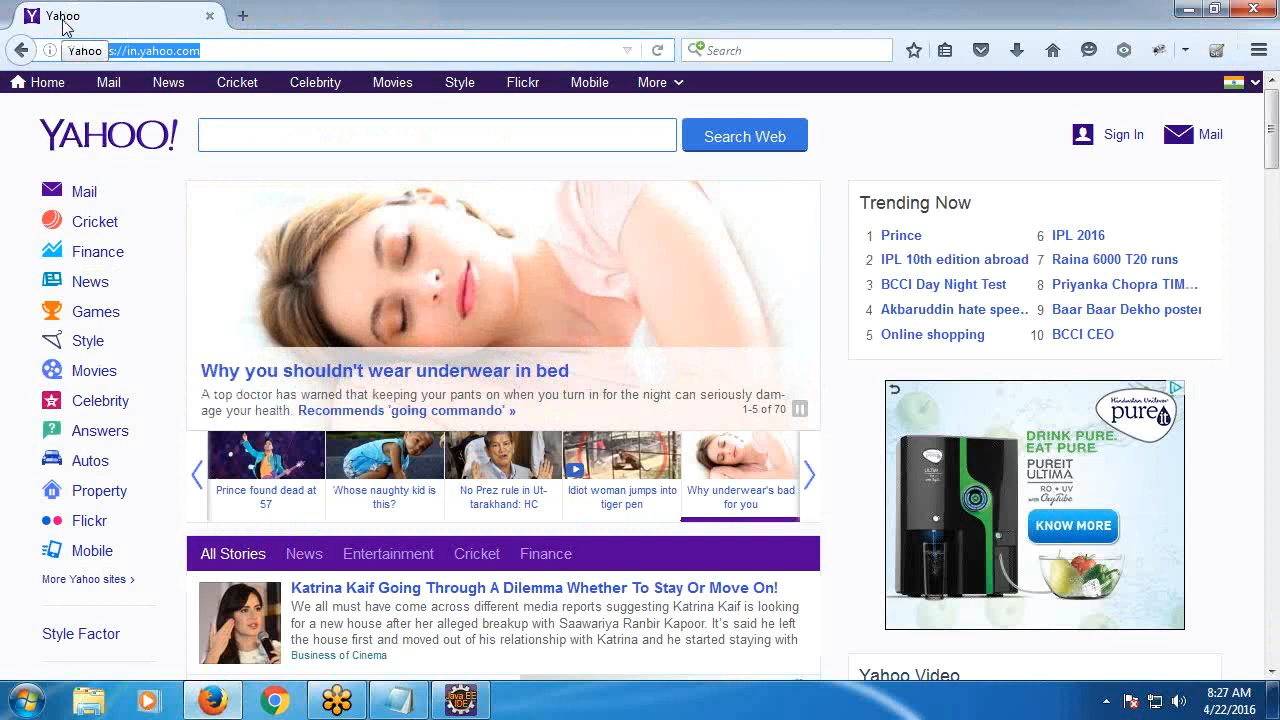 Yahoo
Yahoo s://in.yahoo.com
Search
Home Mail News Cricket Celebrity Movies Style Flickr Mobile More
YAHOO!
Search Web
Sign In Mail
Mail
Cricket
Finance
News
Games
Style
Movies
Celebrity
Answers
Autos
Property
Flickr
Mobile
More Yahoo sites >
Style Factor
Why you shouldn't wear underwear in bed
A top doctor has warned that keeping your pants on when you turn in for the night can seriously dam-
age your health. Recommends 'going commando' »
1-5 of 70
Prince found dead at
57
Whose naughty kid is
this?
No Prez rule in Ut-
tarakhand: HC
Idiot woman jumps into
tiger pen
Why underwear's bad
for you
All Stories News Entertainment Cricket Finance
Katrina Kaif Going Through A Dilemma Whether To Stay Or Move On!
We all must have come across different media reports suggesting Katrina Kaif is looking
for a new house after her alleged breakup with Saawariya Ranbir Kapoor. It's said he left
the house first and moved out of his relationship with Katrina and he started staying with
Business of Cinema
Trending Now
1 Prince
2 IPL 10th edition abroad
3 BCCI Day Night Test
4 Akbaruddin hate spee..
5 Online shopping
6 IPL 2016
7 Raina 6000 T20 runs
8 Priyanka Chopra TIM...
9 Baar Baar Dekho poster
10 BCCI CEO
Hindustan Unilever
pureit
DRINK PURE.
EAT PURE.
PUREIT
ULTIMA
RO + UV
with OxyTube
KNOW MORE
Yahoo Video
Java EE
IDE
8:27 AM
4/22/2016